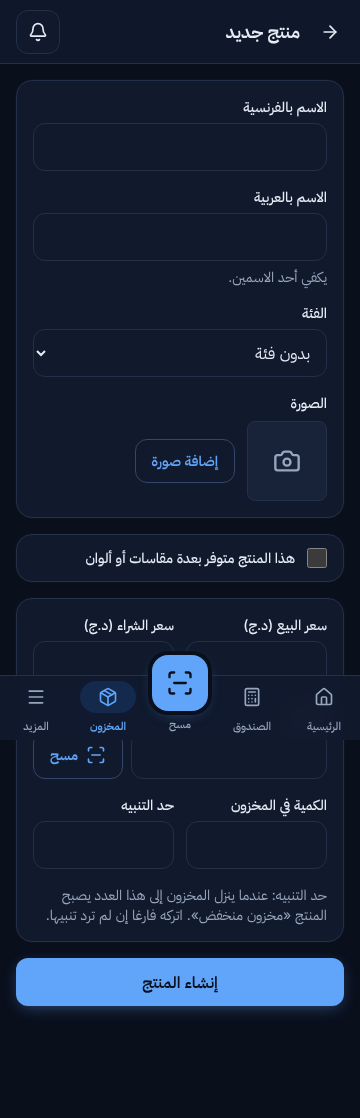 منتج جديد
الاسم بالفرنسية
الاسم بالعربية
يكفي أحد الاسمين.
الفئة
بدون فئة
الصورة
إضافة صورة
هذا المنتج متوفر بعدة مقاسات أو ألوان
سعر البيع (د.ج)
سعر الشراء (د.ج)
الرئيسية
الصندوق
مسح
المخزون
المزيد
مسح
الكمية في المخزون
حد التنبيه
حد التنبيه: عندما ينزل المخزون إلى هذا العدد يصبح
المنتج «مخزون منخفض». اتركه فارغا إن لم ترد تنبيها.
إنشاء المنتج